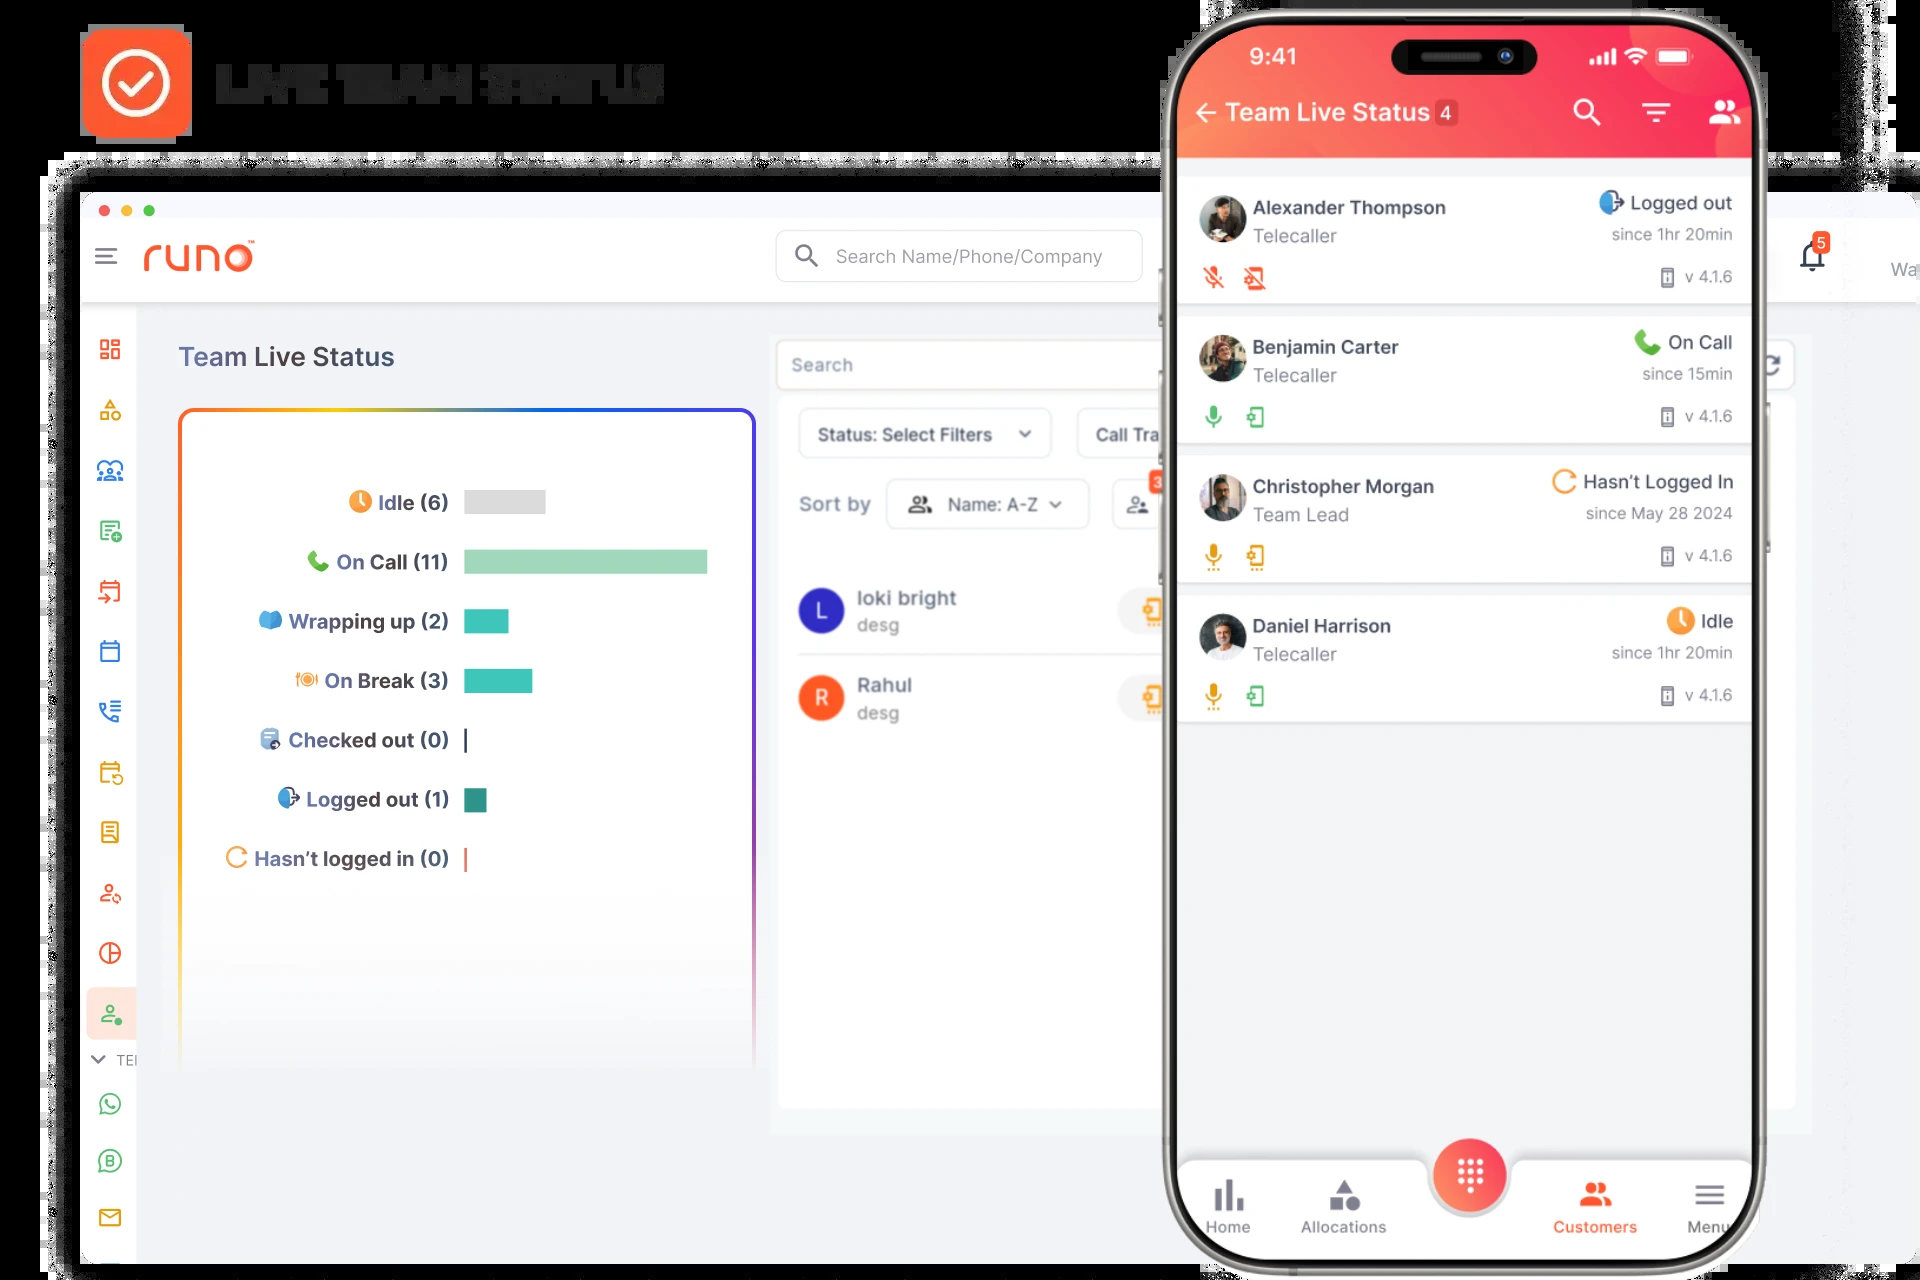 LIVE TEAM STATUS
runo™
Search Name/Phone/Company
5
Team Live Status
Idle (6)
On Call (11)
Wrapping up (2)
On Break (3)
Checked out (0)
Logged out (1)
Hasn’t logged in (0)
Search
Status: Select Filters
Sort by
Name: A-Z
3
L
loki bright
desg
R
Rahul
desg
B
9:41
Team Live Status 4
Alexander Thompson
Logged out
Telecaller
since 1hr 20min
v 4.1.6
Benjamin Carter
On Call
Telecaller
since 15min
v 4.1.6
Christopher Morgan
Hasn’t Logged In
Team Lead
since May 28 2024
v 4.1.6
Daniel Harrison
Idle
Telecaller
since 1hr 20min
v 4.1.6
Home
Allocations
Customers
Menu